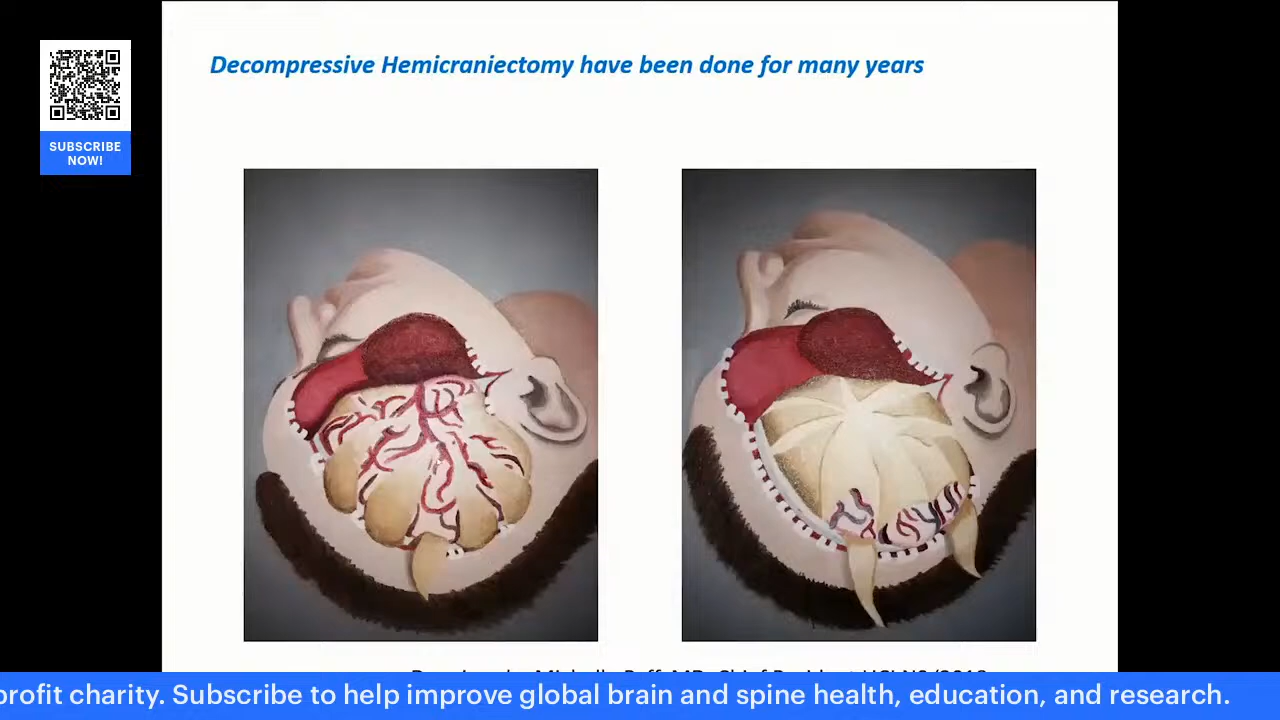 Decompressive Hemicraniectomy have been done for many years
SUBSCRIBE
NOW!
profit charity. Subscribe to help improve global brain and spine health, education, and research.